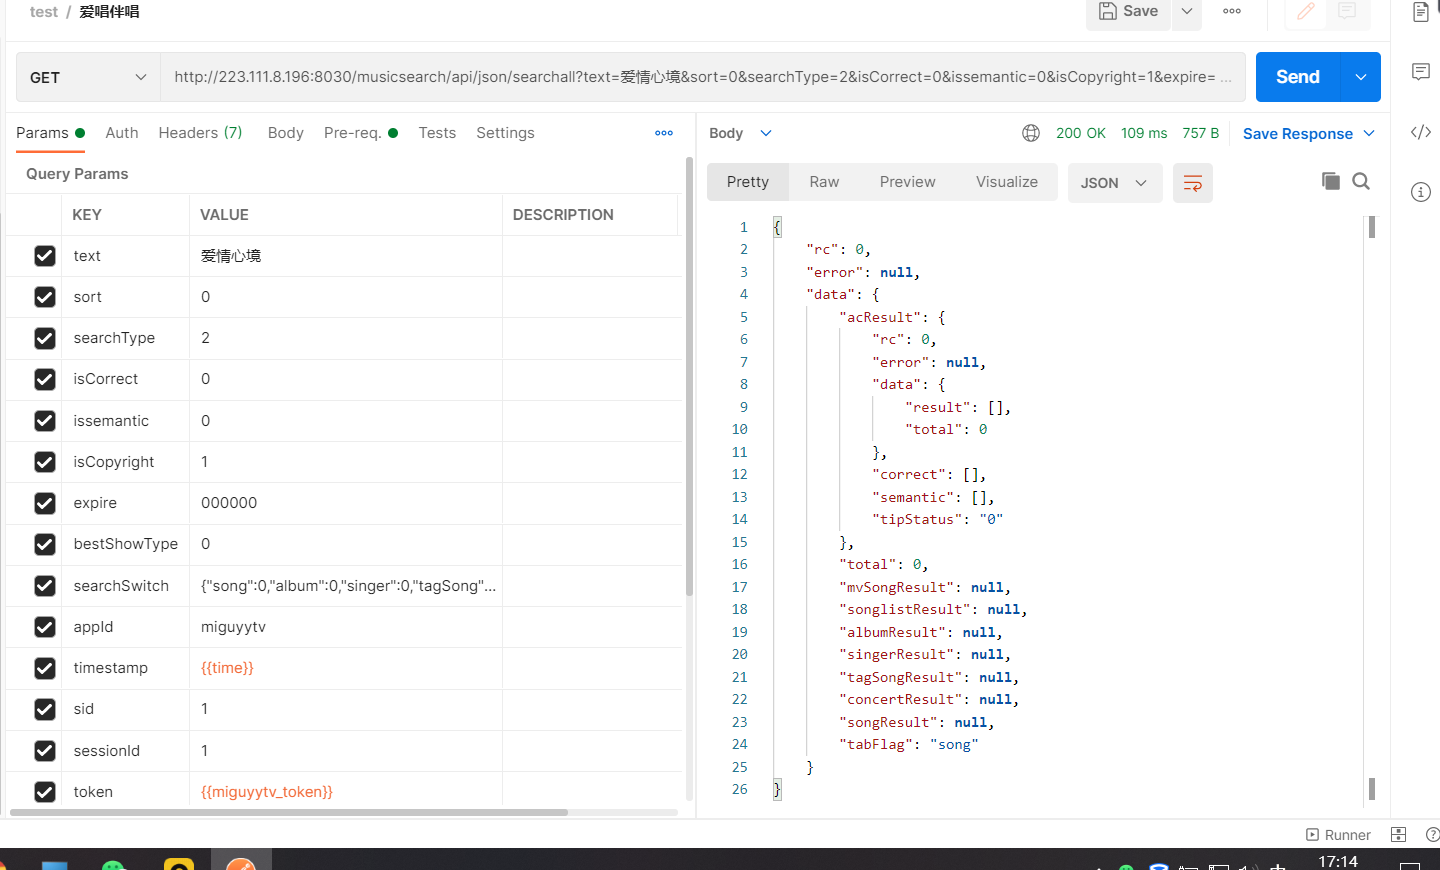 test / 爱唱伴唱
Save
GET
http://223.111.8.196:8030/musicsearch/api/json/searchall?text=爱情心境&sort=0&searchType=2&isCorrect=0&issemantic=0&isCopyright=1&expire= ...
Send
Params Auth Headers (7) Body Pre-req. Tests Settings
Query Params
KEY VALUE DESCRIPTION
text 爱情心境
sort 0
searchType 2
isCorrect 0
issemantic 0
isCopyright 1
expire 000000
bestShowType 0
searchSwitch {"song":0,"album":0,"singer":0,"tagSong"...
appId miguyytv
timestamp {{time}}
sid 1
sessionId 1
token {{miguyytv_token}}
Body 200 OK 109 ms 757 B Save Response
Pretty Raw Preview Visualize JSON
1 {
2 "rc": 0,
3 "error": null,
4 "data": {
5 "acResult": {
6 "rc": 0,
7 "error": null,
8 "data": {
9 "result": [],
10 "total": 0
11 },
12 "correct": [],
13 "semantic": [],
14 "tipStatus": "0"
15 },
16 "total": 0,
17 "mvSongResult": null,
18 "songlistResult": null,
19 "albumResult": null,
20 "singerResult": null,
21 "tagSongResult": null,
22 "concertResult": null,
23 "songResult": null,
24 "tabFlag": "song"
25 }
26 }
Runner
17:14